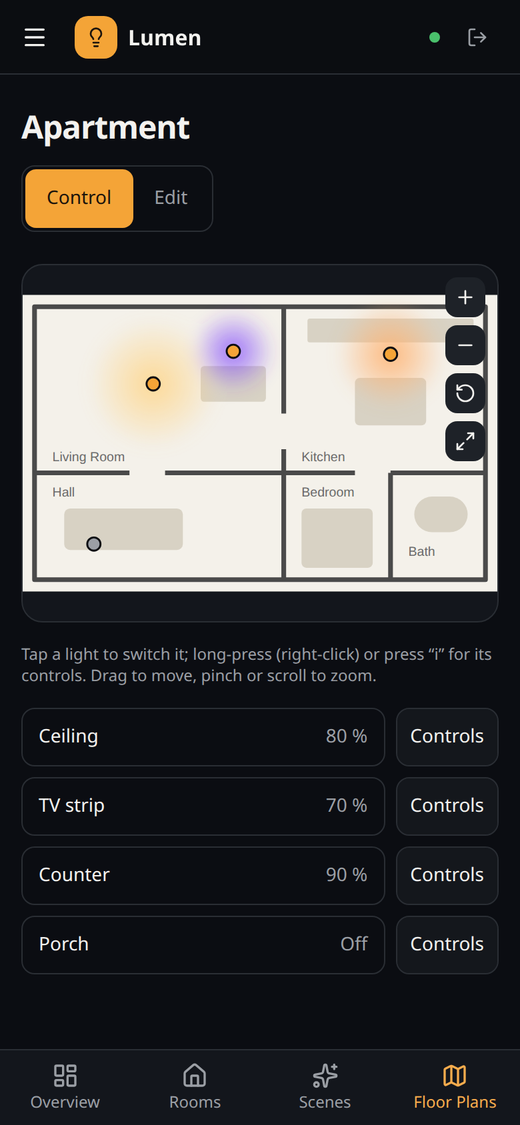 Lumen
Apartment
Control
Edit
Living Room
Kitchen
Hall
Bedroom
Bath
Tap a light to switch it; long-press (right-click) or press “i” for its
controls. Drag to move, pinch or scroll to zoom.
Ceiling 80 % Controls
TV strip 70 % Controls
Counter 90 % Controls
Porch Off Controls
Overview Rooms Scenes Floor Plans